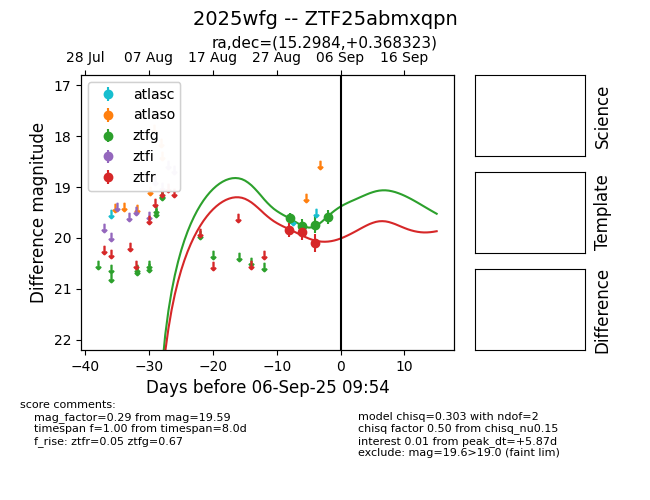 2025wfg -- ZTF25abmxqpn
ra,dec=(15.2984,+0.368323)
28 Jul 07 Aug 17 Aug 27 Aug 06 Sep 16 Sep
17
18
19
20
21
22
Difference magnitude
atlasc
atlaso
ztfg
ztfi
ztfr
−40 −30 −20 −10 0 10
Days before 06-Sep-25 09:54
Science
Template
Difference
score comments:
mag_factor=0.29 from mag=19.59
timespan f=1.00 from timespan=8.0d
f_rise: ztfr=0.05 ztfg=0.67
model chisq=0.303 with ndof=2
chisq factor 0.50 from chisq_nu0.15
interest 0.01 from peak_dt=+5.87d
exclude: mag=19.6>19.0 (faint lim)